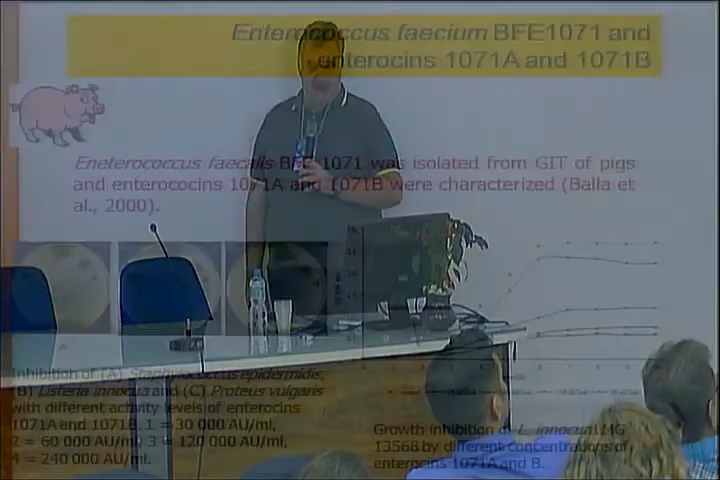 Enterococcus faecium BFE1071 and
enterocins 1071A and 1071B
Eneterococcus faecalis BFE 1071 was isolated from GIT of pigs
and enterococins 1071A and 1071B were characterized (Balla et
al., 2000).
A
Inhibition of (A) Staphylococcus epidermidis,
(B) Listeria innocua and (C) Proteus vulgaris
with different activity levels of enterocins
1071A and 1071B. 1 = 30 000 AU/ml,
2 = 60 000 AU/ml, 3 = 120 000 AU/ml,
4 = 240 000 AU/ml.
Growth inhibition of L. innocua LMG
13568 by different concentrations of
enterocins 1071A and B.